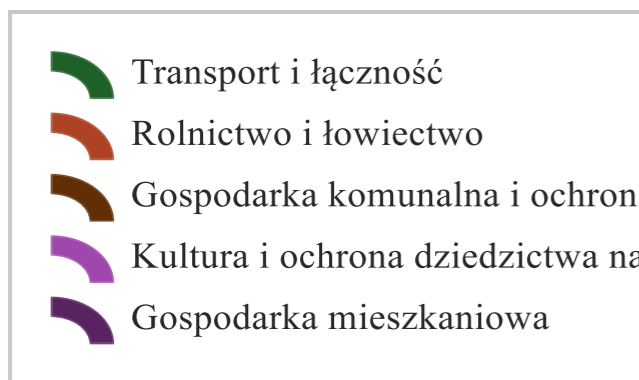 Transport i łączność
Rolnictwo i łowiectwo
Gospodarka komunalna i ochron
Kultura i ochrona dziedzictwa na
Gospodarka mieszkaniowa